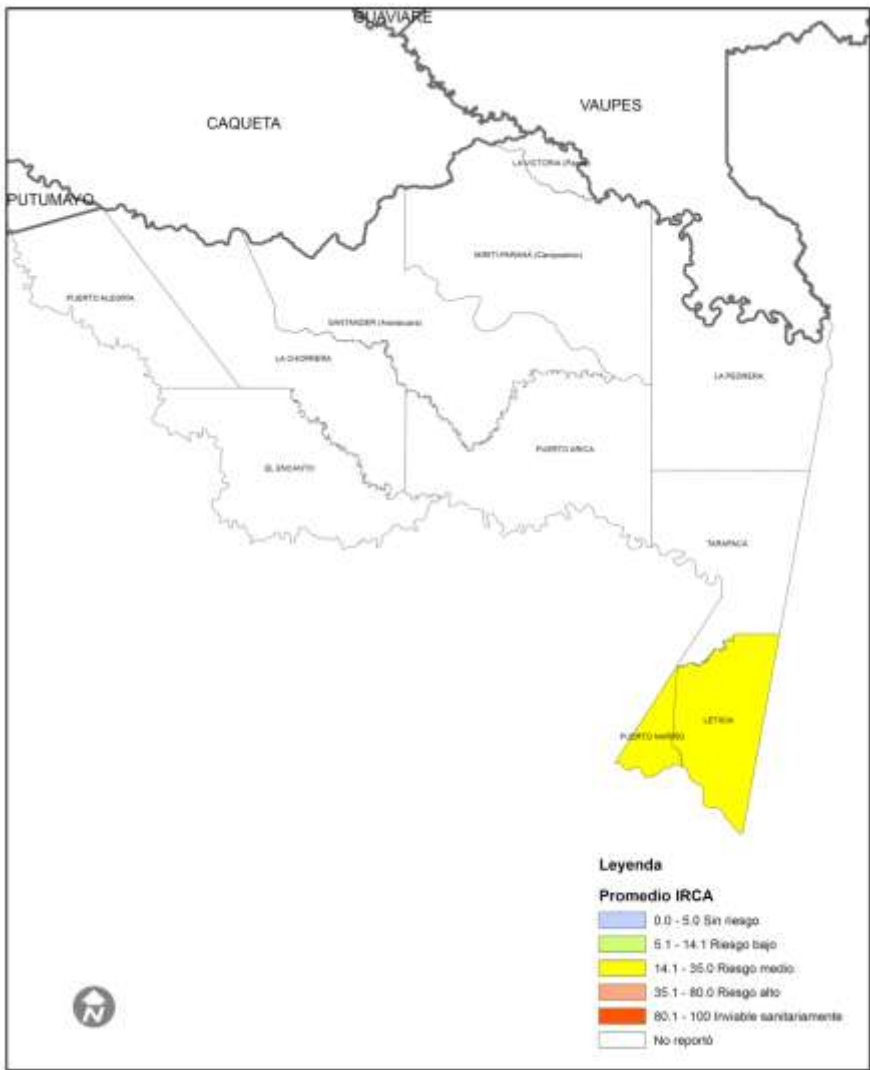 GUAVIARE
VAUPES
CAQUETA
LA VICTORIA
PUTUMAYO
MIRITI-PARANÁ (Campoamor)
PUERTO ALEGRIA
SANTANDER (Araracuara)
LA CHORRERA
LA PEDRERA
PUERTO ARICA
EL ENCANTO
TARAPACÁ
LETICIA
PUERTO NARIÑO
Leyenda
Promedio IRCA
0.0 - 5.0 Sin riesgo
5.1 - 14.1 Riesgo bajo
14.1 - 35.0 Riesgo medio
35.1 - 80.0 Riesgo alto
80.1 - 100 Inviable sanitariamente
No reportó
N